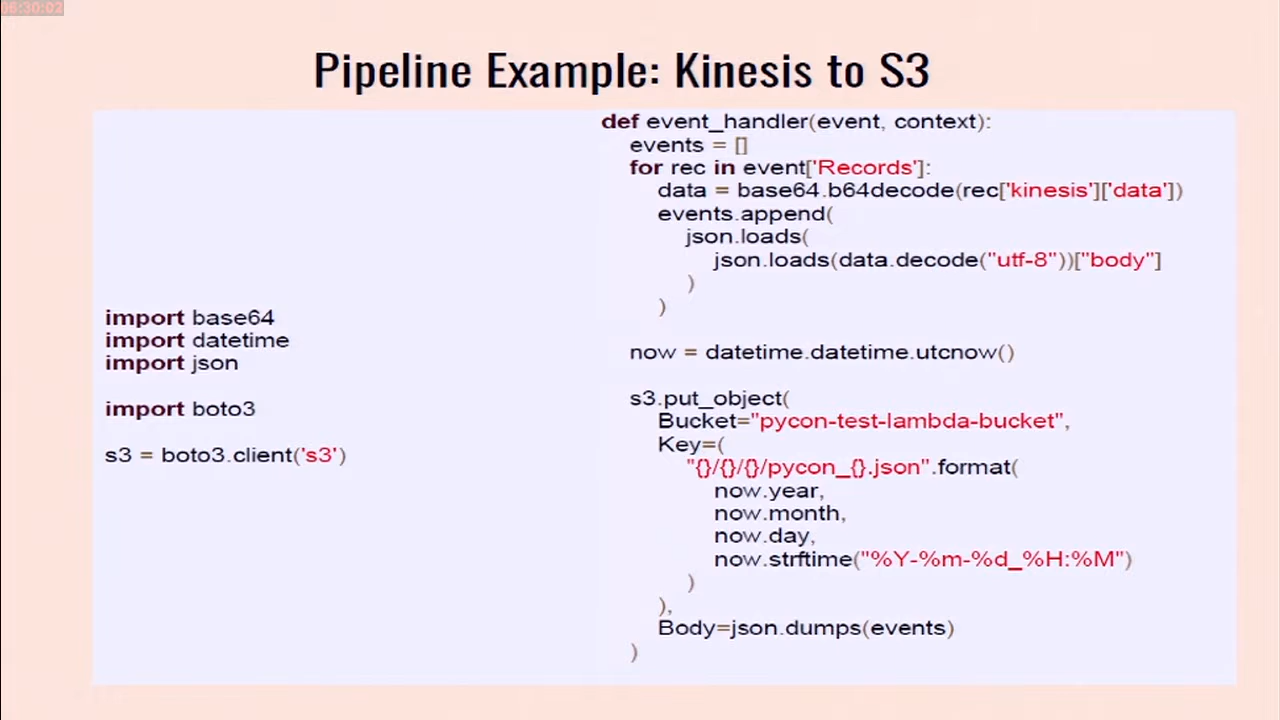 06:30:02
Pipeline Example: Kinesis to S3
import base64
import datetime
import json
import boto3
s3 = boto3.client('s3')
def event_handler(event, context):
events = []
for rec in event['Records']:
data = base64.b64decode(rec['kinesis']['data'])
events.append(
json.loads(
json.loads(data.decode("utf-8"))["body"]
)
)
now = datetime.datetime.utcnow()
s3.put_object(
Bucket="pycon-test-lambda-bucket",
Key=(
"{}/{}/{}/pycon_{}.json".format(
now.year,
now.month,
now.day,
now.strftime("%Y-%m-%d_%H:%M")
)
),
Body=json.dumps(events)
)